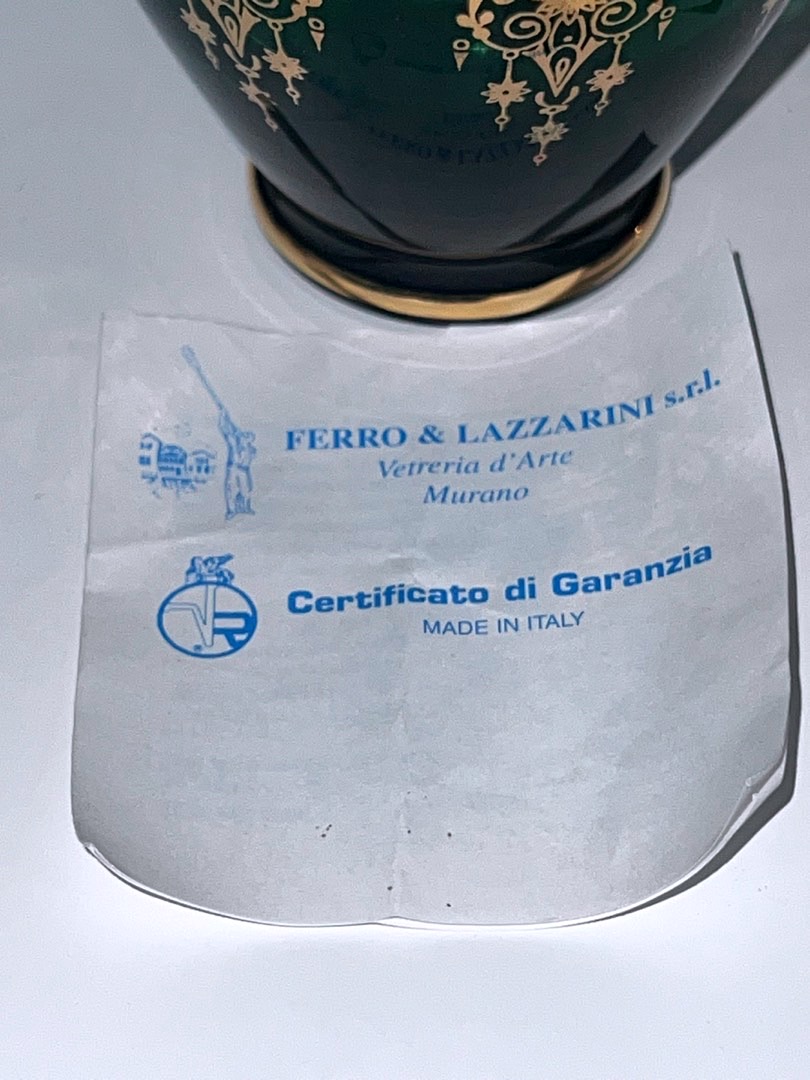 FERRO & LAZZARINI s.r.l.
Vetreria d'Arte
Murano
Certificato di Garanzia
MADE IN ITALY